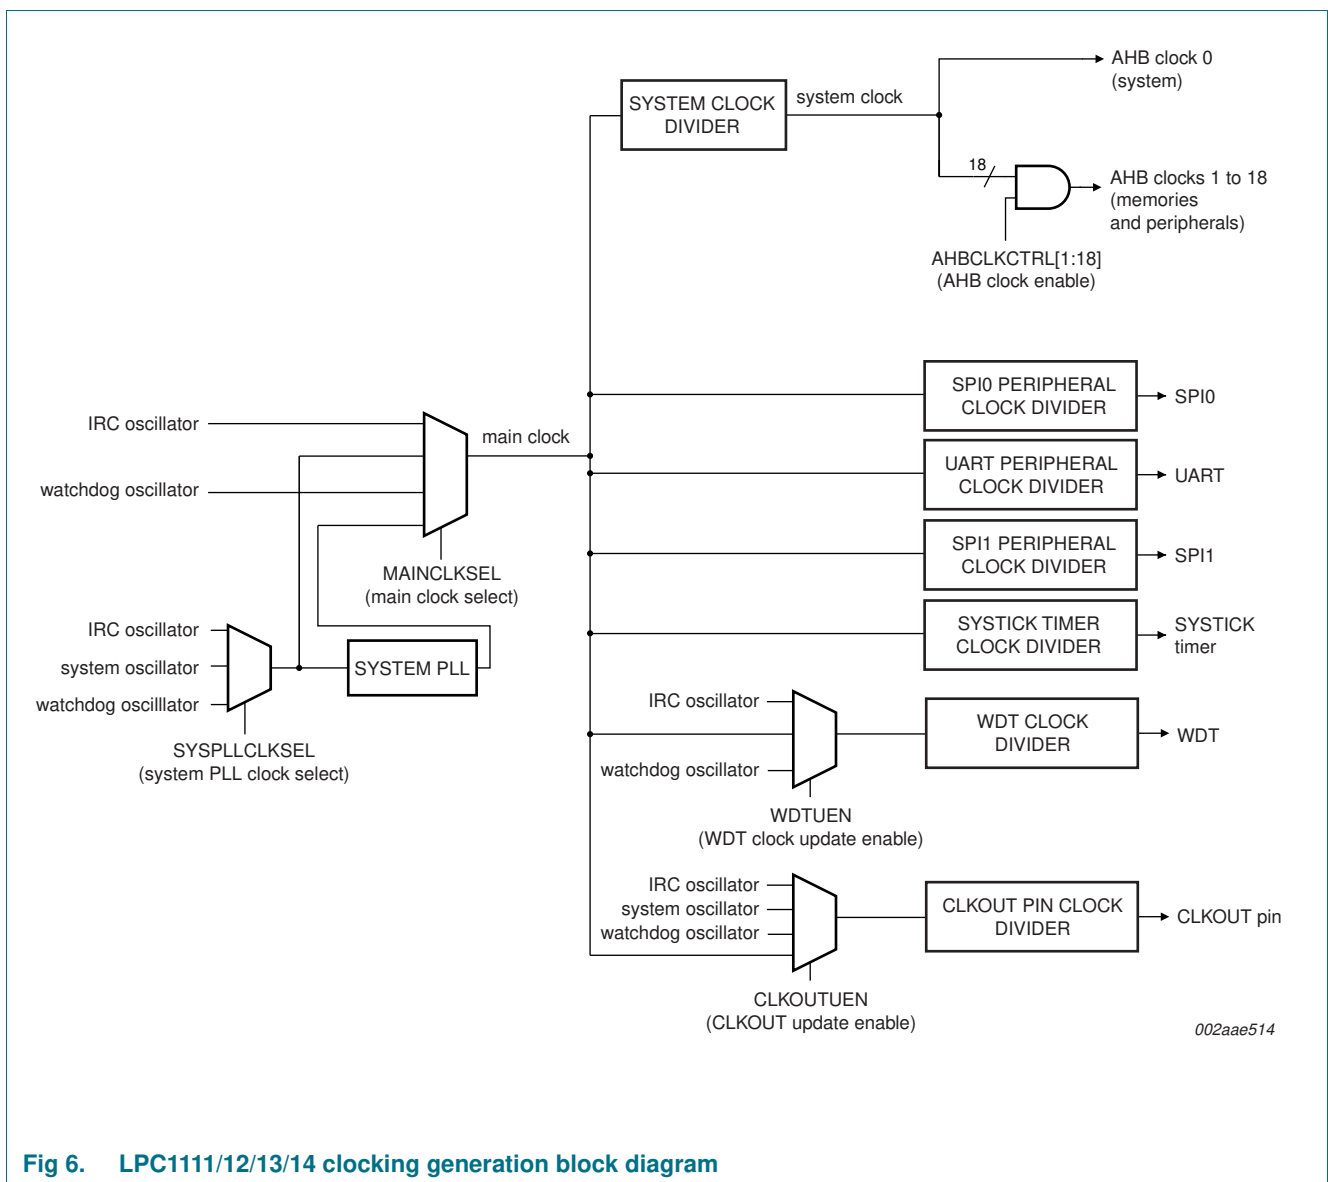 AHB clock 0
(system)
SYSTEM CLOCK
DIVIDER
system clock
18
AHB clocks 1 to 18
(memories
and peripherals)
AHBCLKCTRL[1:18]
(AHB clock enable)
SPI0 PERIPHERAL
CLOCK DIVIDER
SPI0
IRC oscillator
main clock
UART PERIPHERAL
CLOCK DIVIDER
UART
watchdog oscillator
SPI1 PERIPHERAL
CLOCK DIVIDER
SPI1
MAINCLKSEL
(main clock select)
IRC oscillator
system oscillator
watchdog oscilllator
SYSTEM PLL
SYSTICK TIMER
CLOCK DIVIDER
SYSTICK
timer
SYSPLLCLKSEL
(system PLL clock select)
IRC oscillator
watchdog oscillator
WDT CLOCK
DIVIDER
WDT
WDTUEN
(WDT clock update enable)
IRC oscillator
system oscillator
watchdog oscillator
CLKOUT PIN CLOCK
DIVIDER
CLKOUT pin
CLKOUTUEN
(CLKOUT update enable)
002aae514
Fig 6. LPC1111/12/13/14 clocking generation block diagram